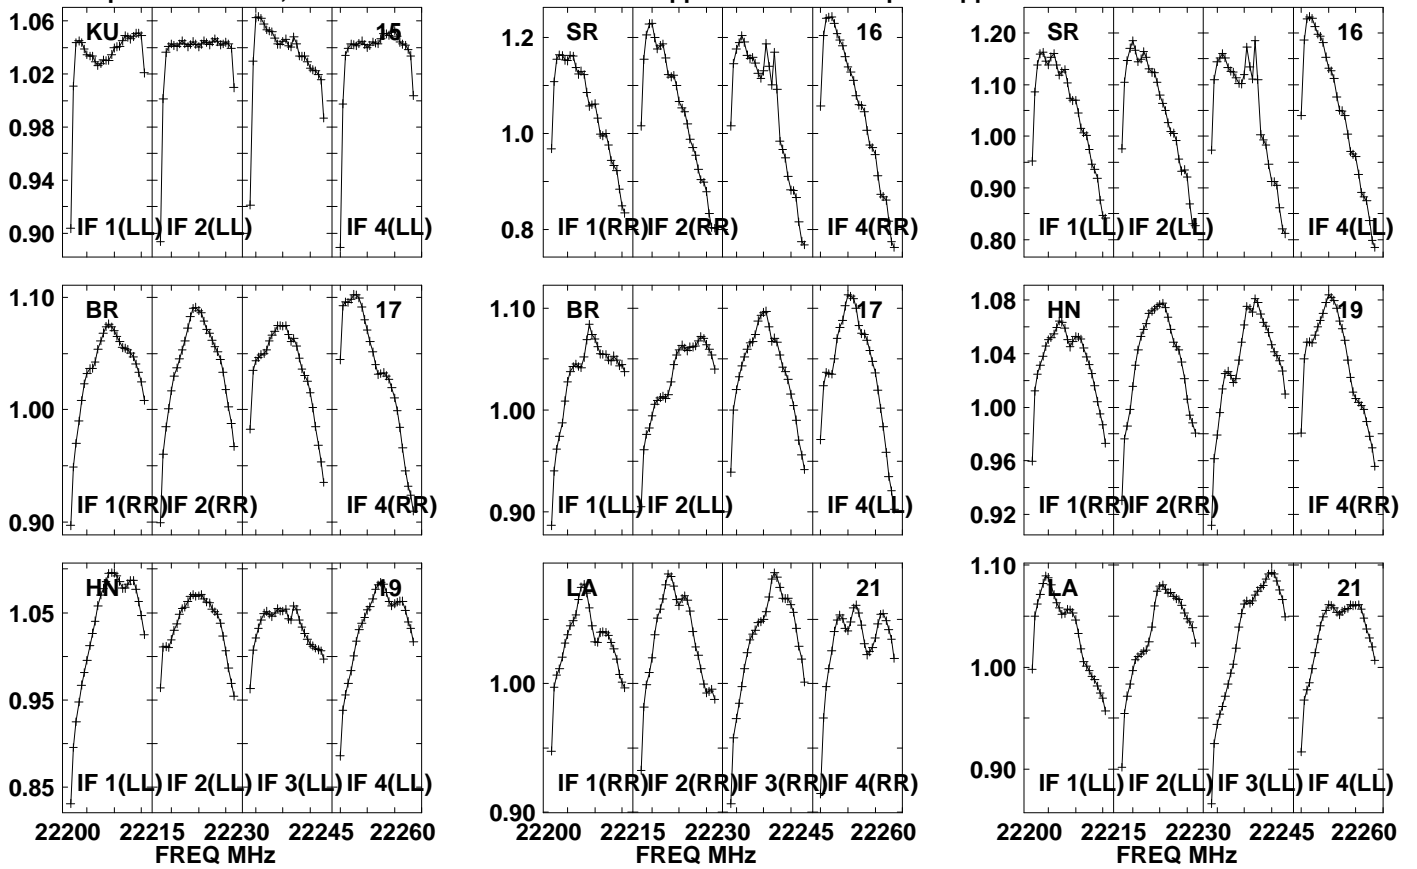 KU 15
1.06
1.02
0.98
0.94
0.90
IF 1(LL) IF 2(LL) IF 4(LL)
SR 16
1.2
1.0
0.8
IF 1(RR) IF 2(RR) IF 4(RR)
SR 16
1.20
1.10
1.00
0.90
0.80
IF 1(LL) IF 2(LL) IF 4(LL)
BR 17
1.10
1.00
0.90
IF 1(RR) IF 2(RR) IF 4(RR)
BR 17
1.10
1.00
0.90
IF 1(LL) IF 2(LL) IF 4(LL)
HN 19
1.08
1.04
1.00
0.96
0.92
IF 1(RR) IF 2(RR) IF 4(RR)
HN 19
1.05
0.95
0.85
IF 1(LL) IF 2(LL) IF 3(LL) IF 4(LL)
22200 22215 22230 22245 22260
FREQ MHz
LA 21
1.00
0.90
IF 1(RR) IF 2(RR) IF 3(RR) IF 4(RR)
22200 22215 22230 22245 22260
FREQ MHz
LA 21
1.10
1.00
0.90
IF 1(LL) IF 2(LL) IF 3(LL) IF 4(LL)
22200 22215 22230 22245 22260
FREQ MHz